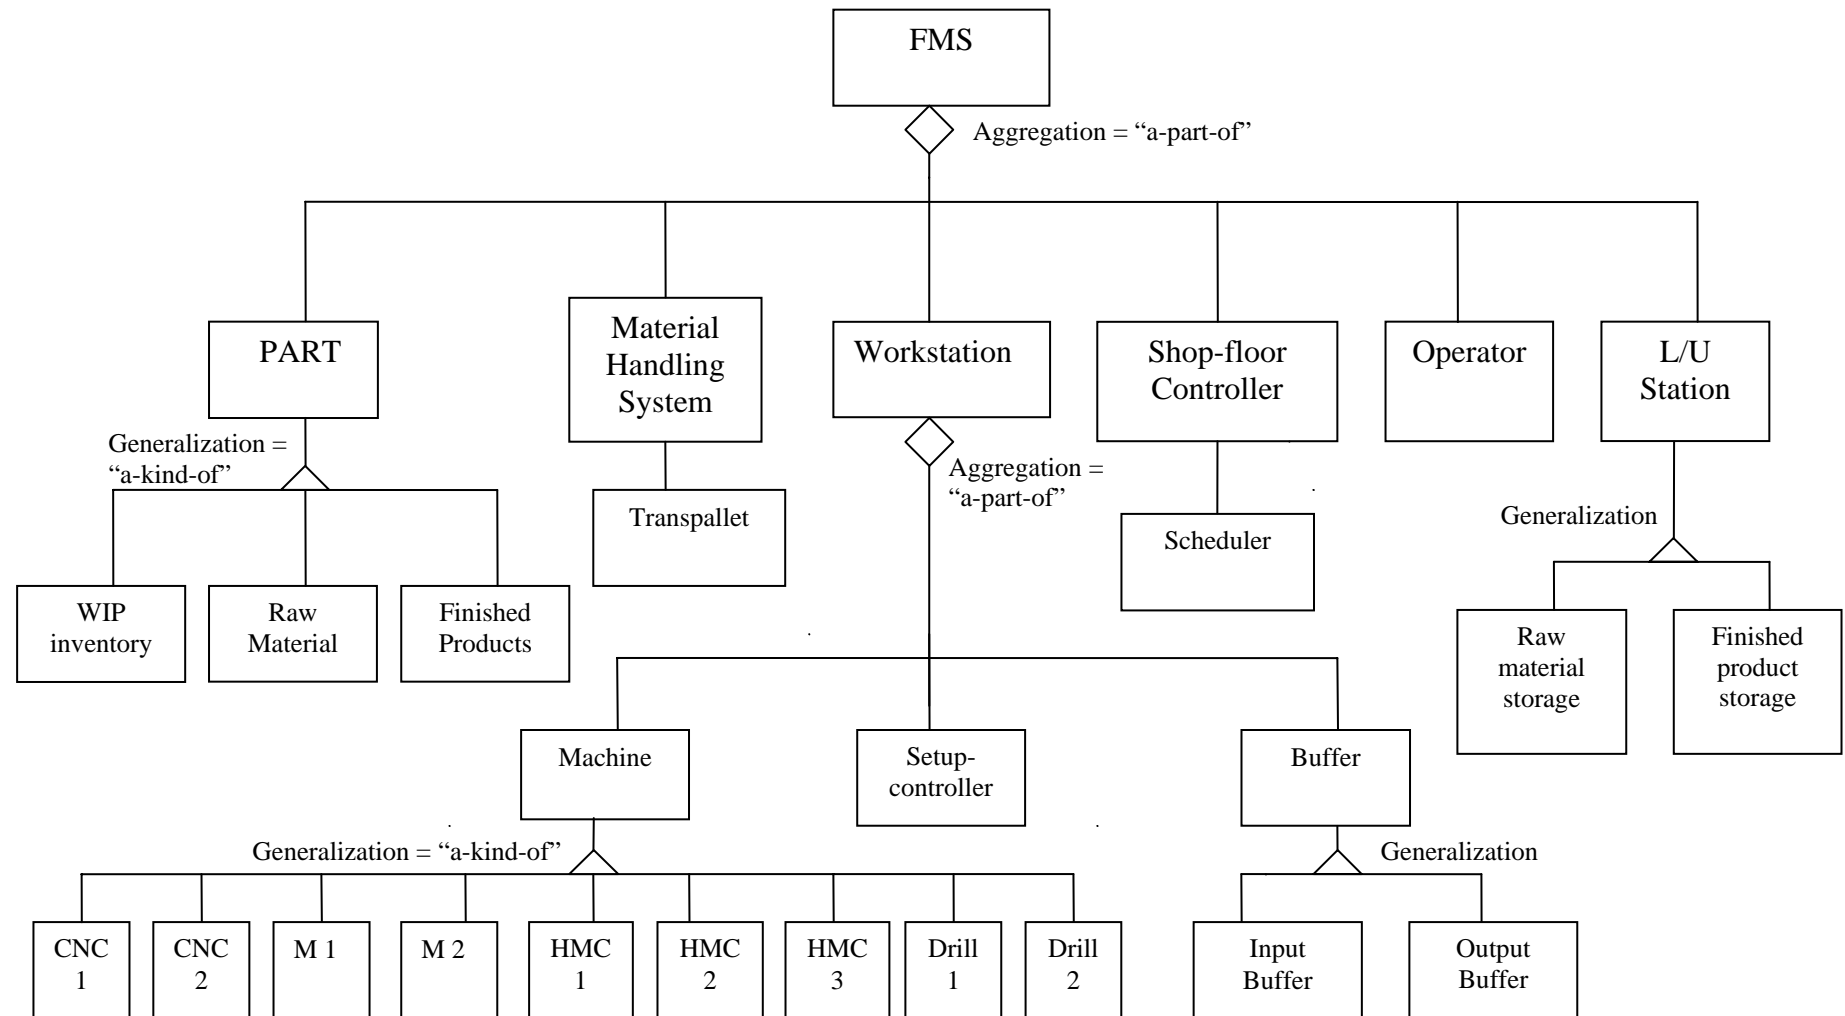 FMS
Aggregation = “a-part-of”
PART
Material
Handling
System
Workstation
Shop-floor
Controller
Operator
L/U
Station
Generalization =
“a-kind-of”
Aggregation =
“a-part-of”
Transpallet
Scheduler
Generalization
WIP
inventory
Raw
Material
Finished
Products
Raw
material
storage
Finished
product
storage
Machine
Setup-
controller
Buffer
Generalization = “a-kind-of”
Generalization
CNC
1
CNC
2
M 1
M 2
HMC
1
HMC
2
HMC
3
Drill
1
Drill
2
Input
Buffer
Output
Buffer